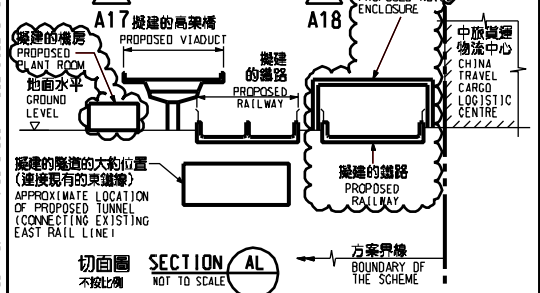 A17
A18
ENCLOSURE
擬建的高架橋
PROPOSED VIADUCT
擬建的機房
PROPOSED
PLANT ROOM
地面水平
GROUND
LEVEL
擬建
的鐵路
PROPOSED
RAILWAY
中旅貨運
物流中心
CHINA
TRAVEL
CARGO
LOGISTIC
CENTRE
擬建的隧道的大約位置
(連接現有的東鐵線)
APPROXIMATE LOCATION
OF PROPOSED TUNNEL
(CONNECTING EXISTING
EAST RAIL LINE)
擬建的鐵路
PROPOSED
RAILWAY
切面圖
不按比例
SECTION
NOT TO SCALE
AL
方案界線
BOUNDARY OF
THE SCHEME